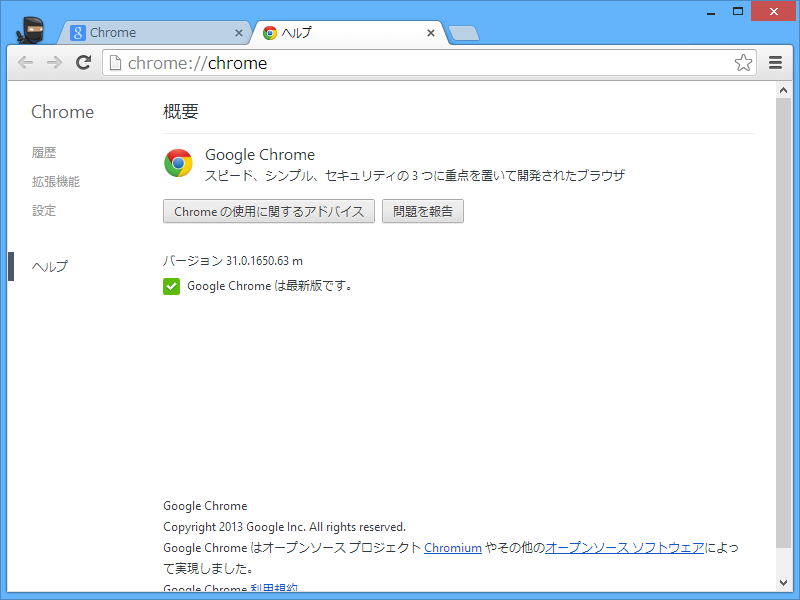 Chrome
ヘルプ
chrome://chrome
Chrome
概要
履歴
拡張機能
設定
ヘルプ
Google Chrome
スピード、シンプル、セキュリティの 3 つに重点を置いて開発されたブラウザ
Chrome の使用に関するアドバイス
問題を報告
バージョン 31.0.1650.63 m
Google Chrome は最新版です。
Google Chrome
Copyright 2013 Google Inc. All rights reserved.
Google Chrome はオープンソース プロジェクト Chromium やその他のオープンソース ソフトウェアによっ
て実現しました。
Google Chrome 利用規約